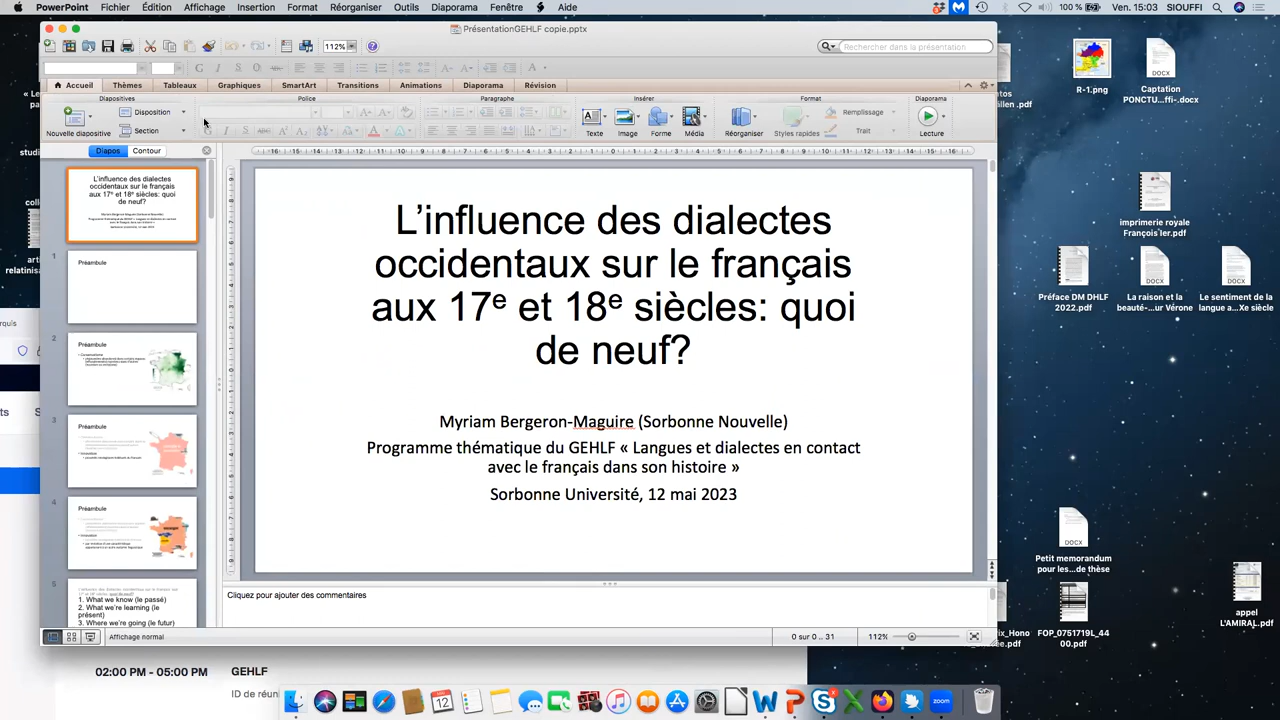 PowerPoint Fichier Édition Affichage Insertion Format Réorganiser Outils Diaporama Fenêtre Aide 100 % Ven. 15:03 SIOUFFI
PrésentationGEHLF copie.pptx
112% Rechercher dans la présentation
Accueil Thèmes Tableaux Graphiques SmartArt Transitions Animations Diaporama Révision
Diapositives Police Paragraphe Insérer Format Diaporama
Disposition Remplissage
Section Trait
Nouvelle diapositive Texte Image Forme Média Réorganiser Styles rapides Lecture
Diapos Contour
L'influence des dialectes
occidentaux sur le français
aux 17e et 18e siècles: quoi
de neuf?
1
Préambule
2
Préambule
3
4
Préambule
5
1. What we know (le passé)
2. What we're learning (le
présent)
3. Where we're going (le futur)
L'influence des dialectes
occidentaux sur le français
aux 17e et 18e siècles: quoi
de neuf?
Myriam Bergeron-Maguire (Sorbonne Nouvelle)
Programme thématique du GEHLF « Langues et dialectes en contact
avec le français dans son histoire »
Sorbonne Université, 12 mai 2023
Cliquez pour ajouter des commentaires
Affichage normal 0 sur 0 .. 31 112%
02:00 PM - 05:00 PM GEHLF
ID de réun
R-1.png
Captation
PONCTU...ffi-.docx
imprimerie royale
François Ier.pdf
Préface DM DHLF
2022.pdf
La raison et la
beauté-...ur Vérone
Le sentiment de la
langue a...Xe siècle
Petit memorandum
pour les...de thèse
FOP_0751719L_44
00.pdf
appel
L'AMIRAL.pdf
zoom